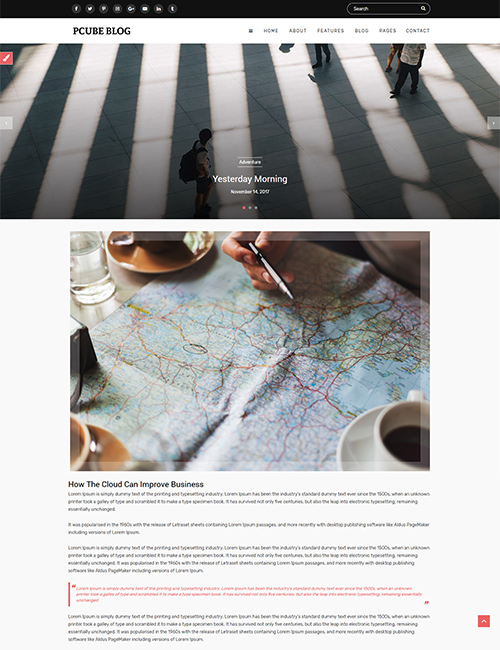 Search
PCUBE BLOG
HOME ABOUT FEATURES BLOG PAGES CONTACT
Adventure
Yesterday Morning
November 14, 2017
How The Cloud Can Improve Business
Lorem Ipsum is simply dummy text of the printing and typesetting industry. Lorem Ipsum has been the industry's standard dummy text ever since the 1500s, when an unknown
printer took a galley of type and scrambled it to make a type specimen book. It has survived not only five centuries, but also the leap into electronic typesetting, remaining
essentially unchanged.
It was popularised in the 1960s with the release of Letraset sheets containing Lorem Ipsum passages, and more recently with desktop publishing software like Aldus PageMaker
including versions of Lorem Ipsum.
Lorem Ipsum is simply dummy text of the printing and typesetting industry. Lorem Ipsum has been the industry's standard dummy text ever since the 1500s, when an unknown
printer took a galley of type and scrambled it to make a type specimen book. It has survived not only five centuries, but also the leap into electronic typesetting, remaining
essentially unchanged. It was popularised in the 1960s with the release of Letraset sheets containing Lorem Ipsum passages, and more recently with desktop publishing
software like Aldus PageMaker including versions of Lorem Ipsum.
Lorem Ipsum is simply dummy text of the printing and typesetting industry. Lorem Ipsum has been the industry's standard dummy text ever since the 1500s, when an unknown
printer took a galley of type and scrambled it to make a type specimen book. It has survived not only five centuries, but also the leap into electronic typesetting, remaining essentially
unchanged.
Lorem Ipsum is simply dummy text of the printing and typesetting industry. Lorem Ipsum has been the industry's standard dummy text ever since the 1500s, when an unknown
printer took a galley of type and scrambled it to make a type specimen book. It has survived not only five centuries, but also the leap into electronic typesetting, remaining
essentially unchanged. It was popularised in the 1960s with the release of Letraset sheets containing Lorem Ipsum passages, and more recently with desktop publishing
software like Aldus PageMaker including versions of Lorem Ipsum.